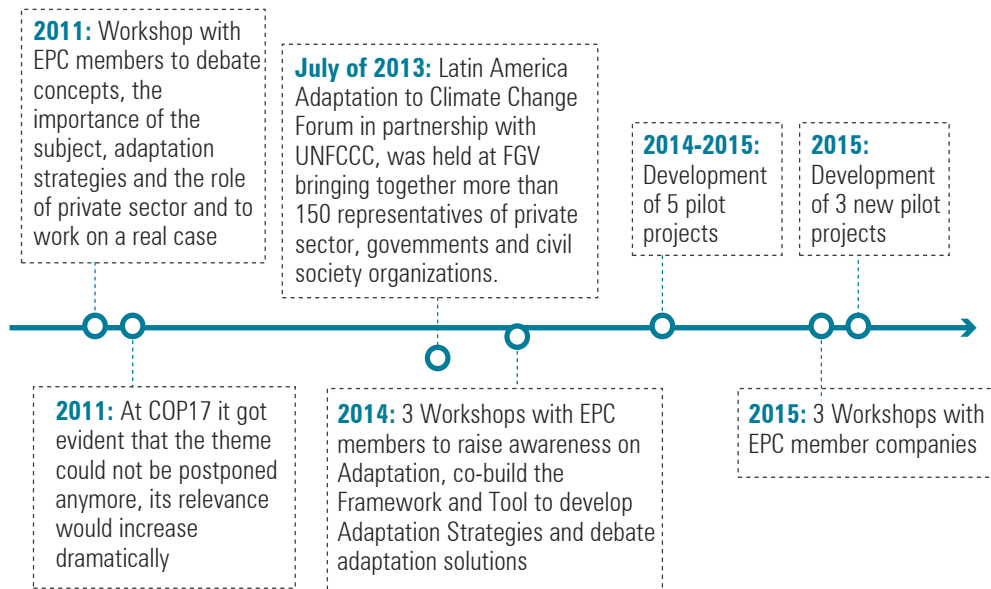 2011: Workshop with
EPC members to debate
concepts, the
importance of the
subject, adaptation
strategies and the role
of private sector and to
work on a real case
July of 2013: Latin America
Adaptation to Climate Change
Forum in partnership with
UNFCCC, was held at FGV
bringing together more than
150 representatives of private
sector, govemments and civil
society organizations.
2014-2015:
Development
of 5 pilot
projects
2015:
Development
of 3 new pilot
projects
2011: At COP17 it got
evident that the theme
could not be postponed
anymore, its relevance
would increase
dramatically
2014: 3 Workshops with EPC
members to raise awareness on
Adaptation, co-build the
Framework and Tool to develop
Adaptation Strategies and debate
adaptation solutions
2015: 3 Workshops with
EPC member companies